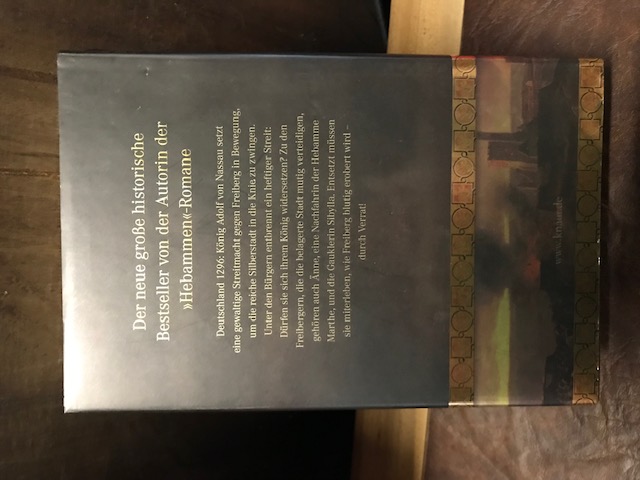 Der neue große historische
Bestseller von der Autorin der
»Hebammen«-Romane
Deutschland 1296: König Adolf von Nassau setzt
eine gewaltige Streitmacht gegen Freiberg in Bewegung,
um die reiche Silberstadt in die Knie zu zwingen.
Unter den Bürgern entbrennt ein heftiger Streit:
Dürfen sie sich ihrem König widersetzen? Zu den
Freibergern, die die belagerte Stadt mutig verteidigen,
gehören auch Änne, eine Nachfahrin der Hebamme
Marthe, und die Gauklerin Sibylla. Entsetzt müssen
sie miterleben, wie Freiberg blutig erobert wird –
durch Verrat!
www.knaur.de